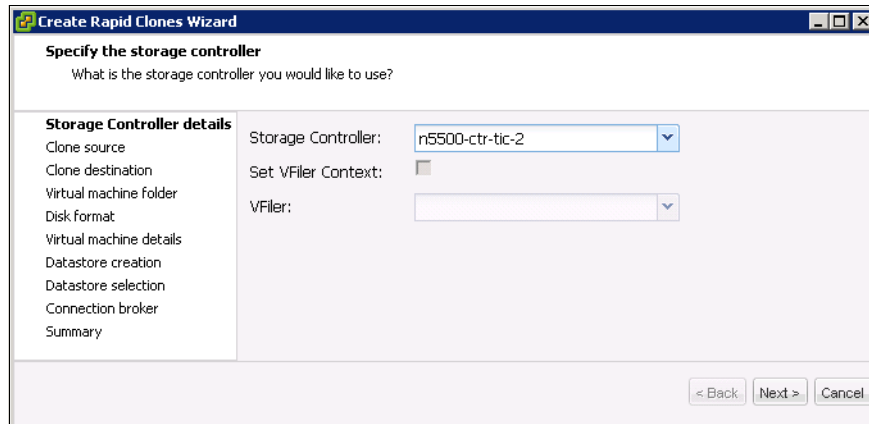 Create Rapid Clones Wizard
Specify the storage controller
What is the storage controller you would like to use?
Storage Controller details
Clone source
Clone destination
Virtual machine folder
Disk format
Virtual machine details
Datastore creation
Datastore selection
Connection broker
Summary
Storage Controller: n5500-ctr-tic-2
Set VFiler Context:
VFiler:
< Back Next > Cancel